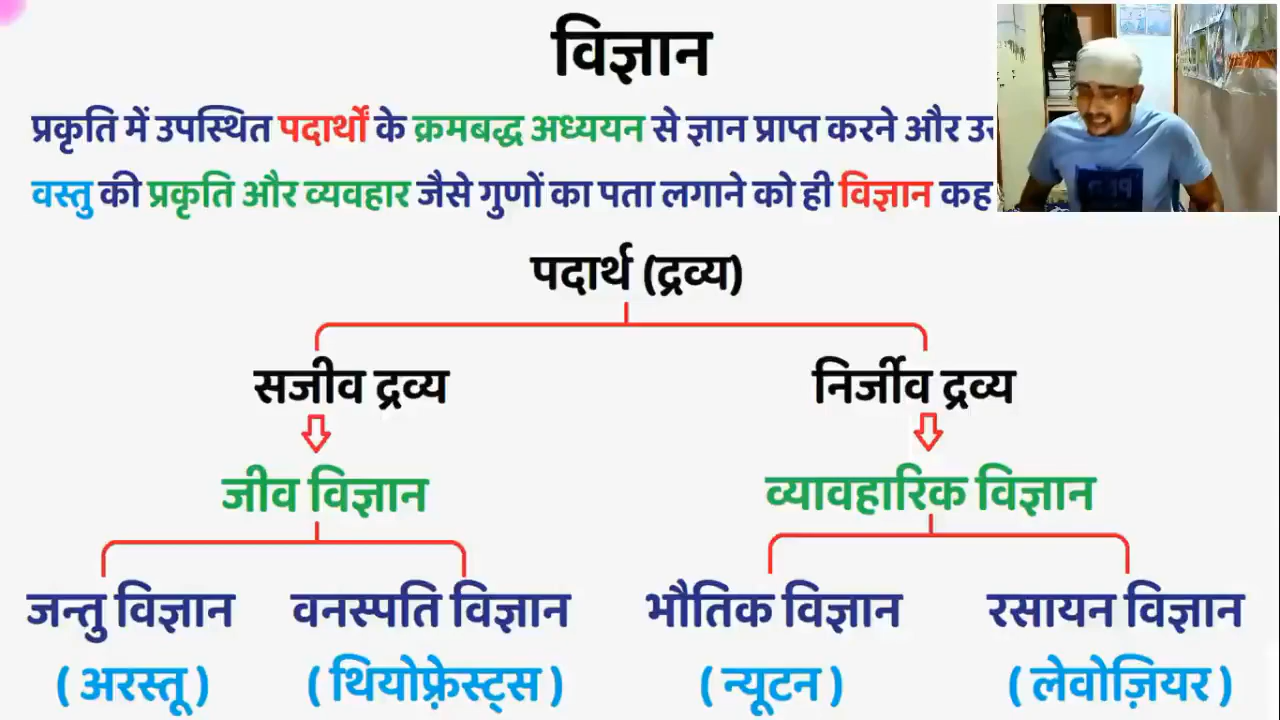 विज्ञान
प्रकृति में उपस्थित पदार्थों के क्रमबद्ध अध्ययन से ज्ञान प्राप्त करने और
वस्तु की प्रकृति और व्यवहार जैसे गुणों का पता लगाने को ही विज्ञान कह
पदार्थ (द्रव्य)
सजीव द्रव्य निर्जीव द्रव्य
जीव विज्ञान व्यावहारिक विज्ञान
जन्तु विज्ञान वनस्पति विज्ञान भौतिक विज्ञान रसायन विज्ञान
( अरस्तू ) ( थियोफ़्रेस्ट्स ) ( न्यूटन ) ( लेवोज़ियर )